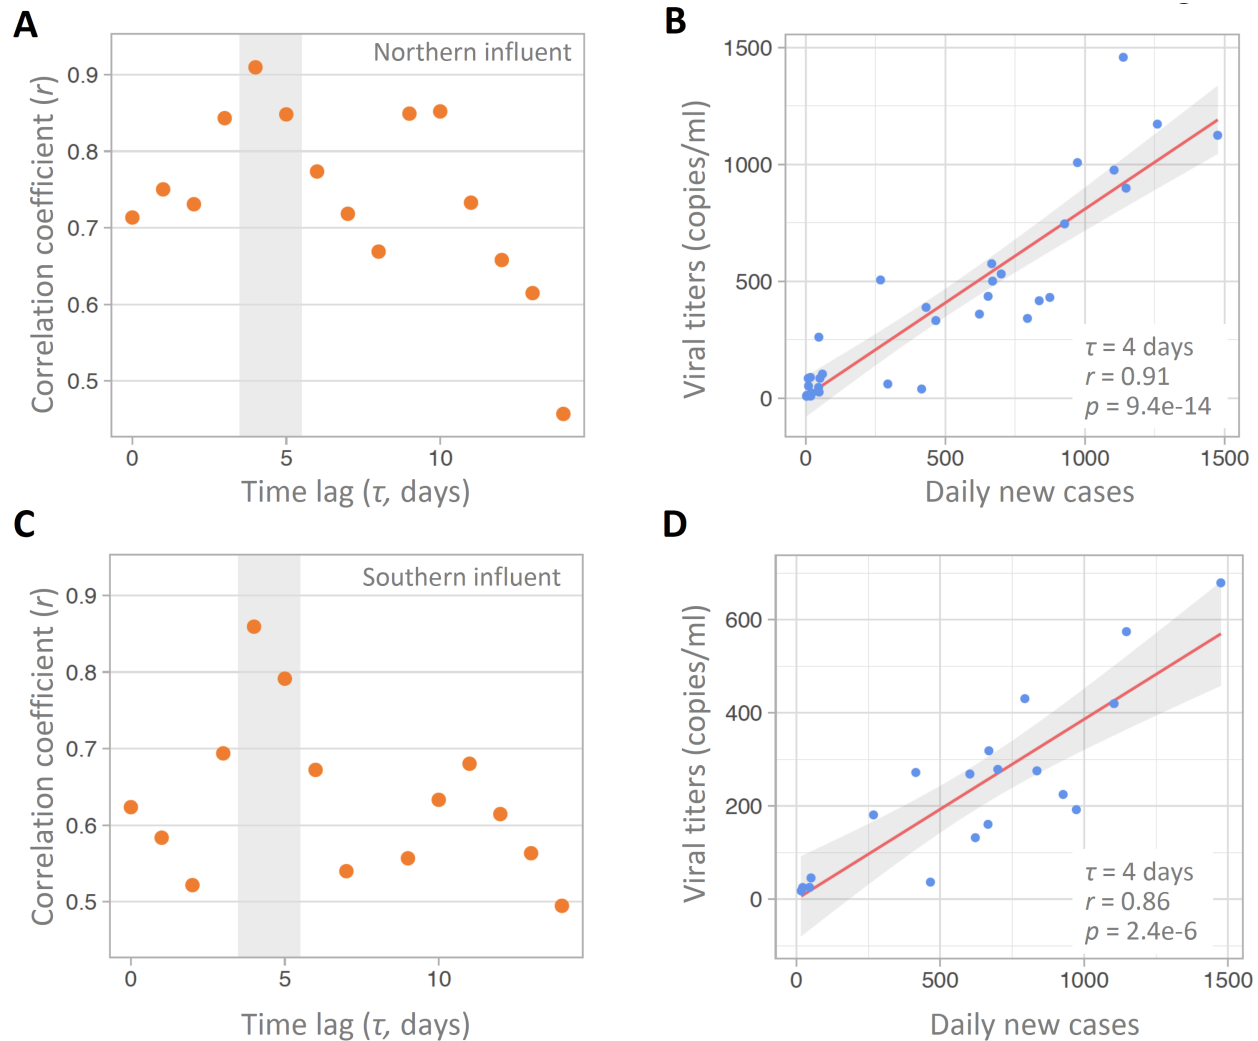 A
Northern influent
Correlation coefficient (r)
0.9
0.8
0.7
0.6
0.5
0 5 10
Time lag (τ, days)
B
Viral titers (copies/ml)
1500
1000
500
0
τ = 4 days
r = 0.91
p = 9.4e-14
0 500 1000 1500
Daily new cases
C
Southern influent
Correlation coefficient (r)
0.9
0.8
0.7
0.6
0.5
0 5 10
Time lag (τ, days)
D
Viral titers (copies/ml)
600
400
200
0
τ = 4 days
r = 0.86
p = 2.4e-6
0 500 1000 1500
Daily new cases